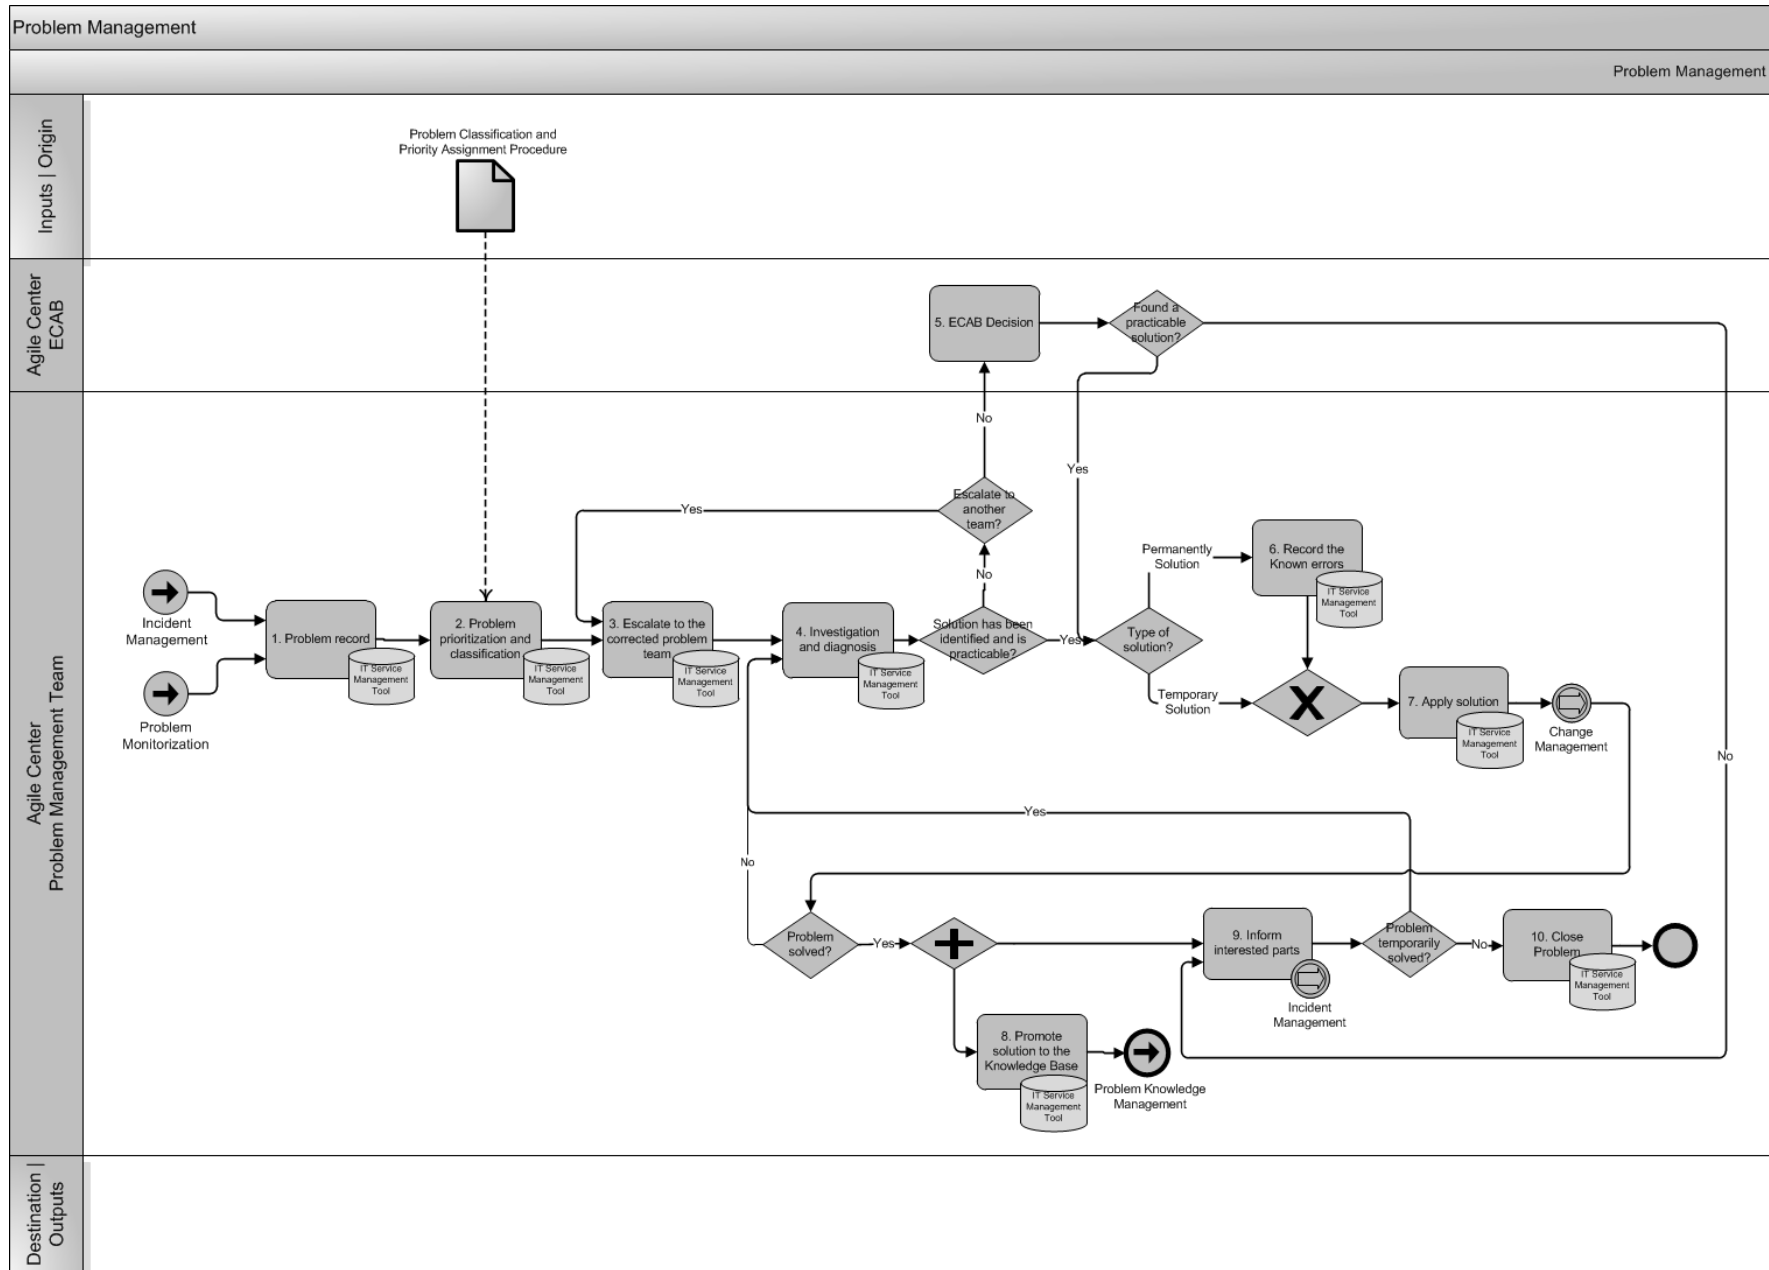 Problem Management
Problem Management
Inputs | Origin
Problem Classification and
Priority Assignment Procedure
Agile Center
ECAB
5. ECAB Decision
Found a
practicable
solution?
No
Yes
Agile Center
Problem Management Team
Escalate to
another
team?
Yes
No
Incident
Management
Problem
Monitorization
1. Problem record
IT Service
Management
Tool
2. Problem
prioritization and
classification
IT Service
Management
Tool
3. Escalate to the
corrected problem
team
IT Service
Management
Tool
4. Investigation
and diagnosis
IT Service
Management
Tool
Solution has been
identified and is
practicable?
Yes
Type of
solution?
Permanently
Solution
Temporary
Solution
6. Record the
Known errors
IT Service
Management
Tool
7. Apply solution
IT Service
Management
Tool
Change
Management
No
Yes
No
Problem
solved?
Yes
9. Inform
interested parts
Incident
Management
Problem
temporarily
solved?
No
10. Close
Problem
IT Service
Management
Tool
8. Promote
solution to the
Knowledge Base
IT Service
Management
Tool
Problem Knowledge
Management
Destination |
Outputs